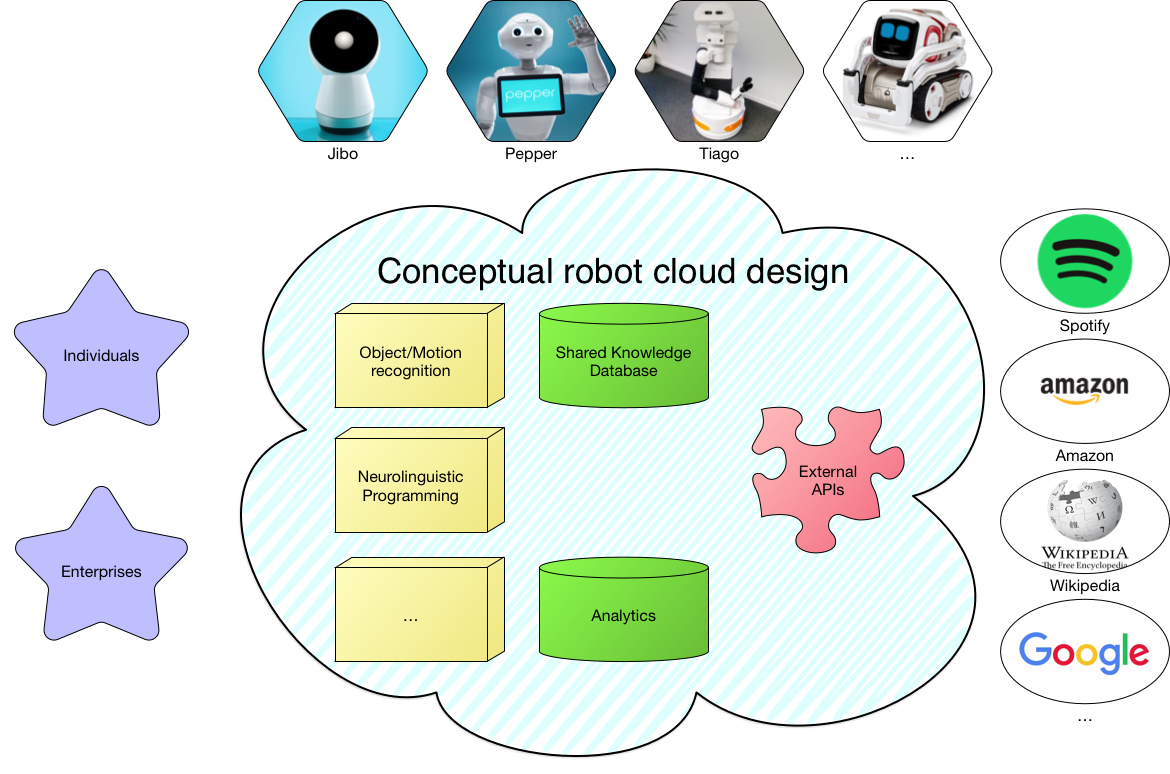 pepper
Jibo
Pepper
Tiago
...
Conceptual robot cloud design
Individuals
Enterprises
Object/Motion
recognition
Shared Knowledge
Database
Neurolinguistic
Programming
External
APIs
...
Analytics
Spotify
amazon
Amazon
Ω
W
И
WIKIPEDIA
The Free Encyclopedia
Wikipedia
Google
...